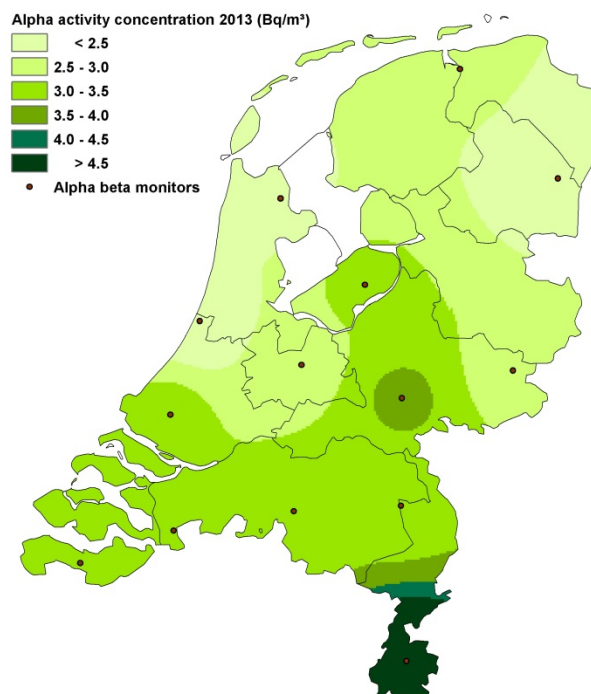 Alpha activity concentration 2013 (Bq/m³)
< 2.5
2.5 - 3.0
3.0 - 3.5
3.5 - 4.0
4.0 - 4.5
> 4.5
Alpha beta monitors